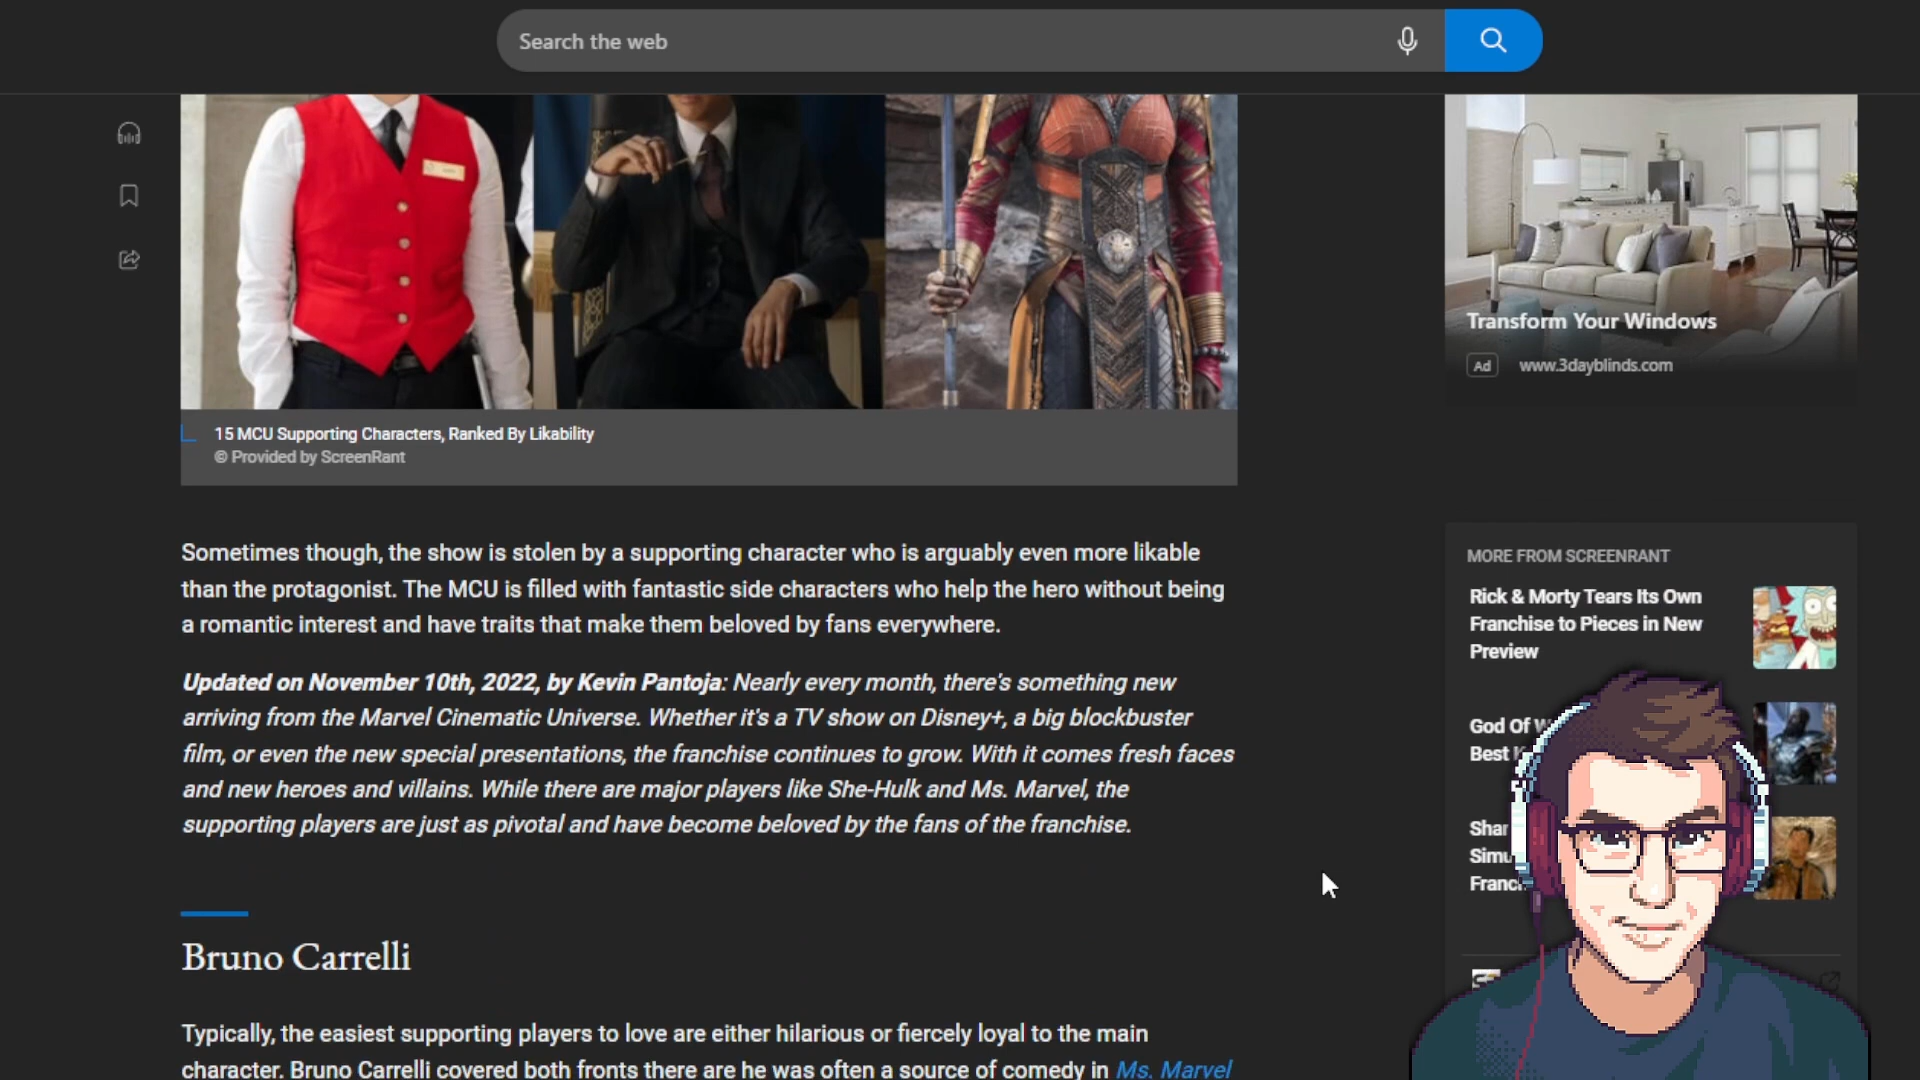 Search the web
Transform Your Windows
Ad www.3dayblinds.com
15 MCU Supporting Characters, Ranked By Likability
© Provided by ScreenRant
Sometimes though, the show is stolen by a supporting character who is arguably even more likable
than the protagonist. The MCU is filled with fantastic side characters who help the hero without being
a romantic interest and have traits that make them beloved by fans everywhere.
Updated on November 10th, 2022, by Kevin Pantoja: Nearly every month, there's something new
arriving from the Marvel Cinematic Universe. Whether it's a TV show on Disney+, a big blockbuster
film, or even the new special presentations, the franchise continues to grow. With it comes fresh faces
and new heroes and villains. While there are major players like She-Hulk and Ms. Marvel, the
supporting players are just as pivotal and have become beloved by the fans of the franchise.
Bruno Carrelli
Typically, the easiest supporting players to love are either hilarious or fiercely loyal to the main
character. Bruno Carrelli covered both fronts there are he was often a source of comedy in Ms. Marvel
MORE FROM SCREENRANT
Rick & Morty Tears Its Own
Franchise to Pieces in New
Preview
God Of
Best